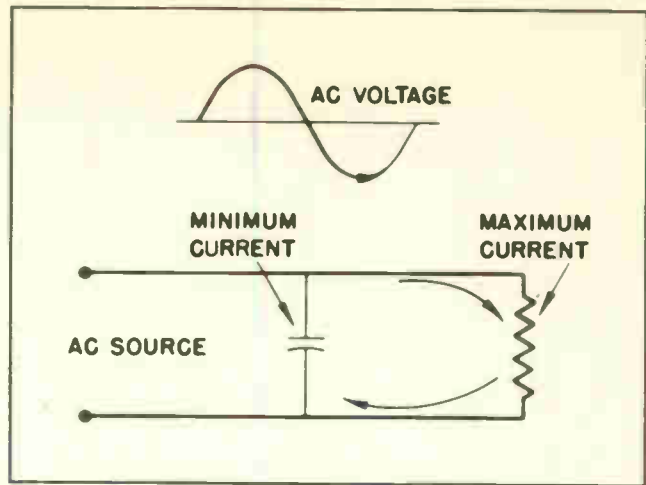 AC VOLTAGE
MINIMUM
CURRENT
MAXIMUM
CURRENT
AC SOURCE